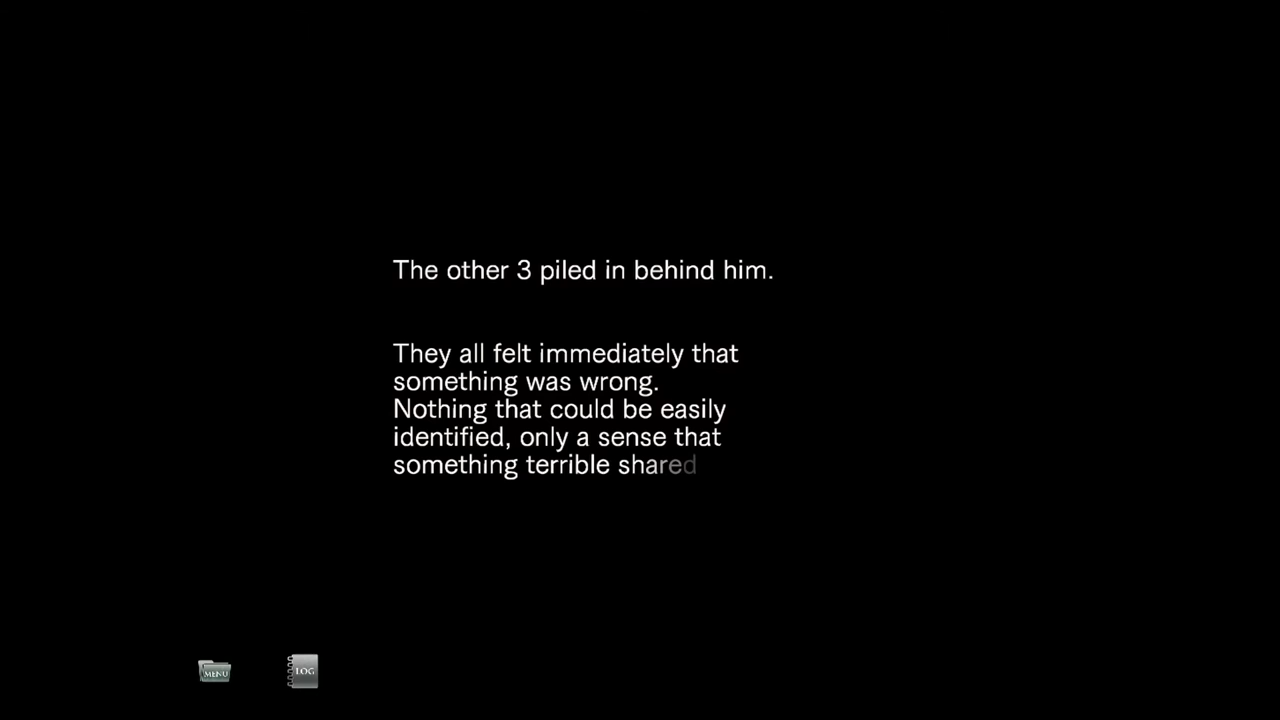 The other 3 piled in behind him.
They all felt immediately that
something was wrong.
Nothing that could be easily
identified, only a sense that
something terrible shared
MENU
LOG